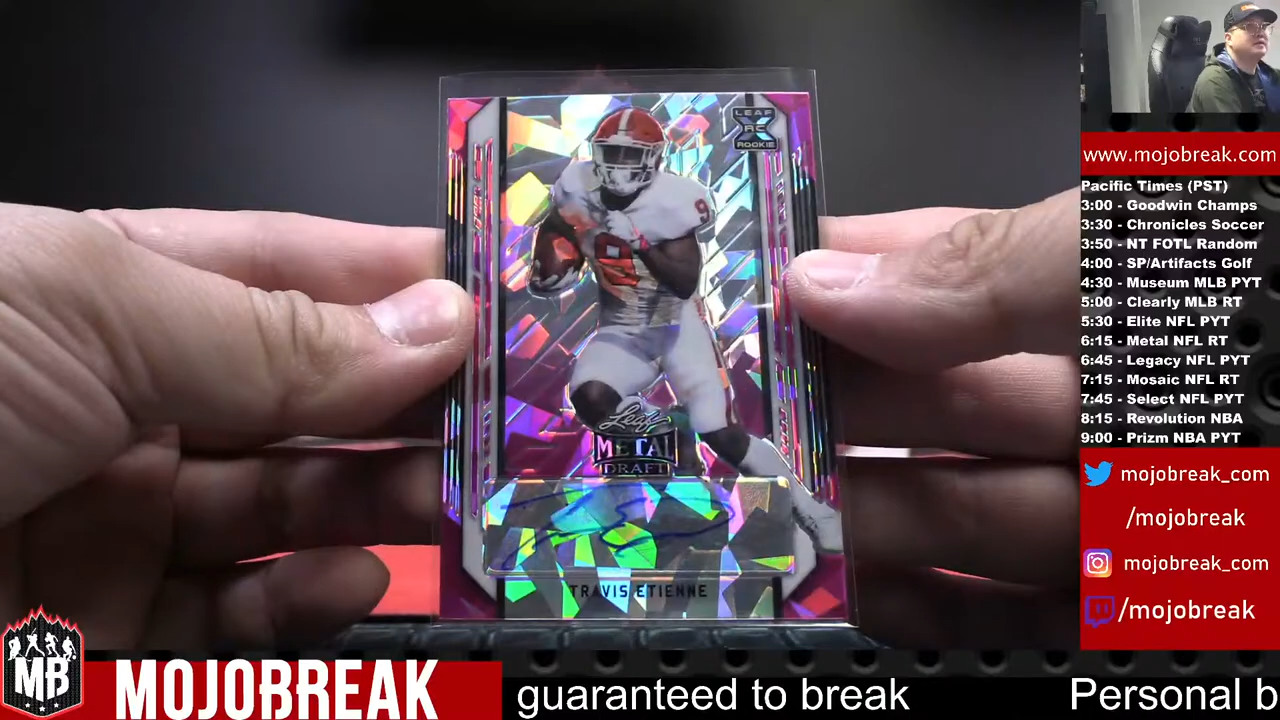 LEAF
RC
ROOKIE
9
9
Leaf
METAL
DRAFT
TRAVIS ETIENNE
www.mojobreak.com
Pacific Times (PST)
3:00 - Goodwin Champs
3:30 - Chronicles Soccer
3:50 - NT FOTL Random
4:00 - SP/Artifacts Golf
4:30 - Museum MLB PYT
5:00 - Clearly MLB RT
5:30 - Elite NFL PYT
6:15 - Metal NFL RT
6:45 - Legacy NFL PYT
7:15 - Mosaic NFL RT
7:45 - Select NFL PYT
8:15 - Revolution NBA
9:00 - Prizm NBA PYT
mojobreak_com
/mojobreak
mojobreak_com
/mojobreak
MB
MOJOBREAK
guaranteed to break
Personal b